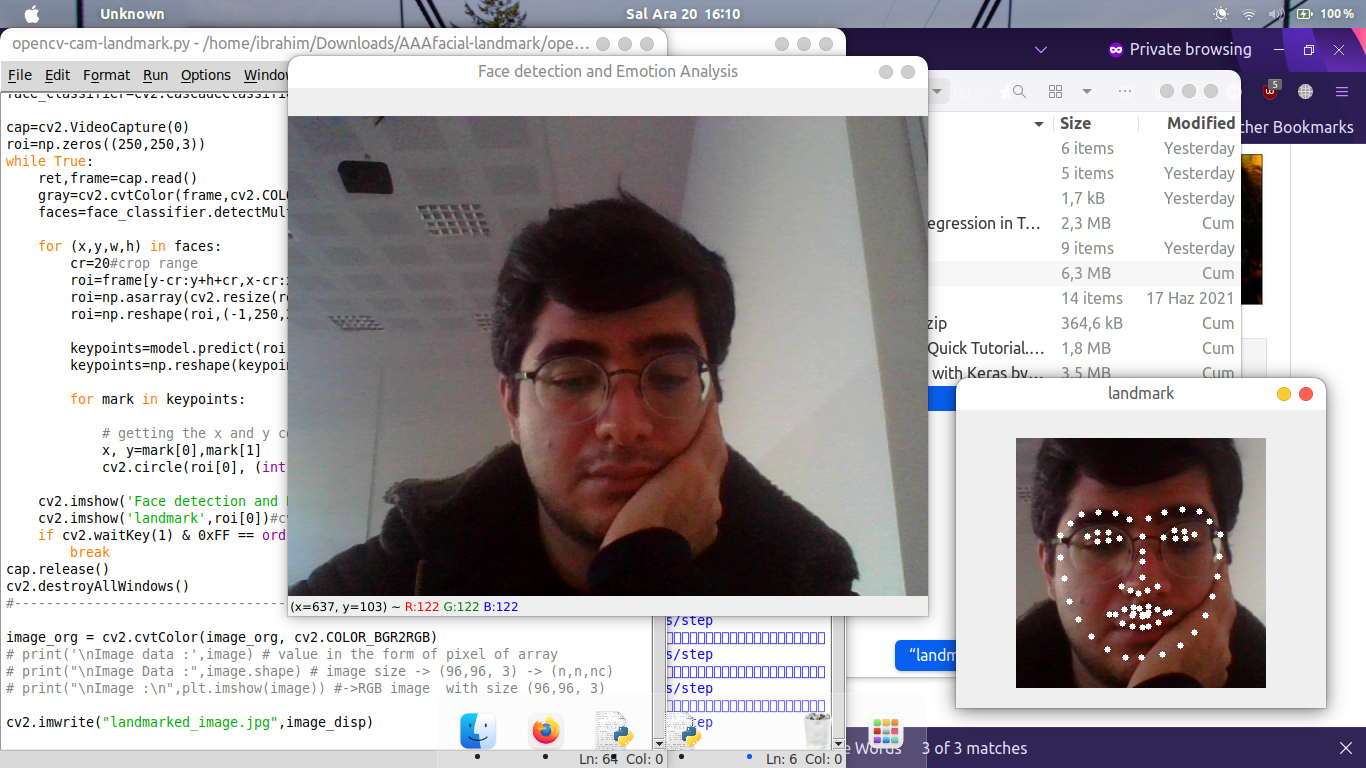 Unknown
Sal Ara 20 16:10
100 %
opencv-cam-landmark.py - /home/ibrahim/Downloads/AAAfacial-landmark/ope…
File Edit Format Run Options Window
cap=cv2.VideoCapture(0)
roi=np.zeros((250,250,3))
while True:
ret,frame=cap.read()
gray=cv2.cvtColor(frame,cv2.COL
faces=face_classifier.detectMul
for (x,y,w,h) in faces:
cr=20#crop range
roi=frame[y-cr:y+h+cr,x-cr:
roi=np.asarray(cv2.resize(r
roi=np.reshape(roi,(-1,250,
keypoints=model.predict(roi
keypoints=np.reshape(keypoin
for mark in keypoints:
# getting the x and y c
x, y=mark[0],mark[1]
cv2.circle(roi[0], (int
cv2.imshow('Face detection and
cv2.imshow('landmark',roi[0])#c
if cv2.waitKey(1) & 0xFF == ord
break
cap.release()
cv2.destroyAllWindows()
#----------------------------------
image_org = cv2.cvtColor(image_org, cv2.COLOR_BGR2RGB)
# print('\nImage data :',image) # value in the form of pixel of array
# print("\nImage Data :",image.shape) # image size -> (96,96, 3) -> (n,n,nc)
# print("\nImage :\n",plt.imshow(image)) #->RGB image  with size (96,96, 3)
cv2.imwrite("landmarked_image.jpg",image_disp)
Ln: 64 Col: 0
Face detection and Emotion Analysis
(x=637, y=103) ~ R:122 G:122 B:122
s/step
s/step
s/step
step
Ln: 6 Col: 0
Private browsing
5
cher Bookmarks
Size Modified
6 items Yesterday
5 items Yesterday
1,7 kB Yesterday
egression in T… 2,3 MB Cum
9 items Yesterday
6,3 MB Cum
14 items 17 Haz 2021
zip 364,6 kB Cum
Quick Tutorial.… 1,8 MB Cum
with Keras by… 3,5 MB Cum
landmark
“landm
e Words 3 of 3 matches